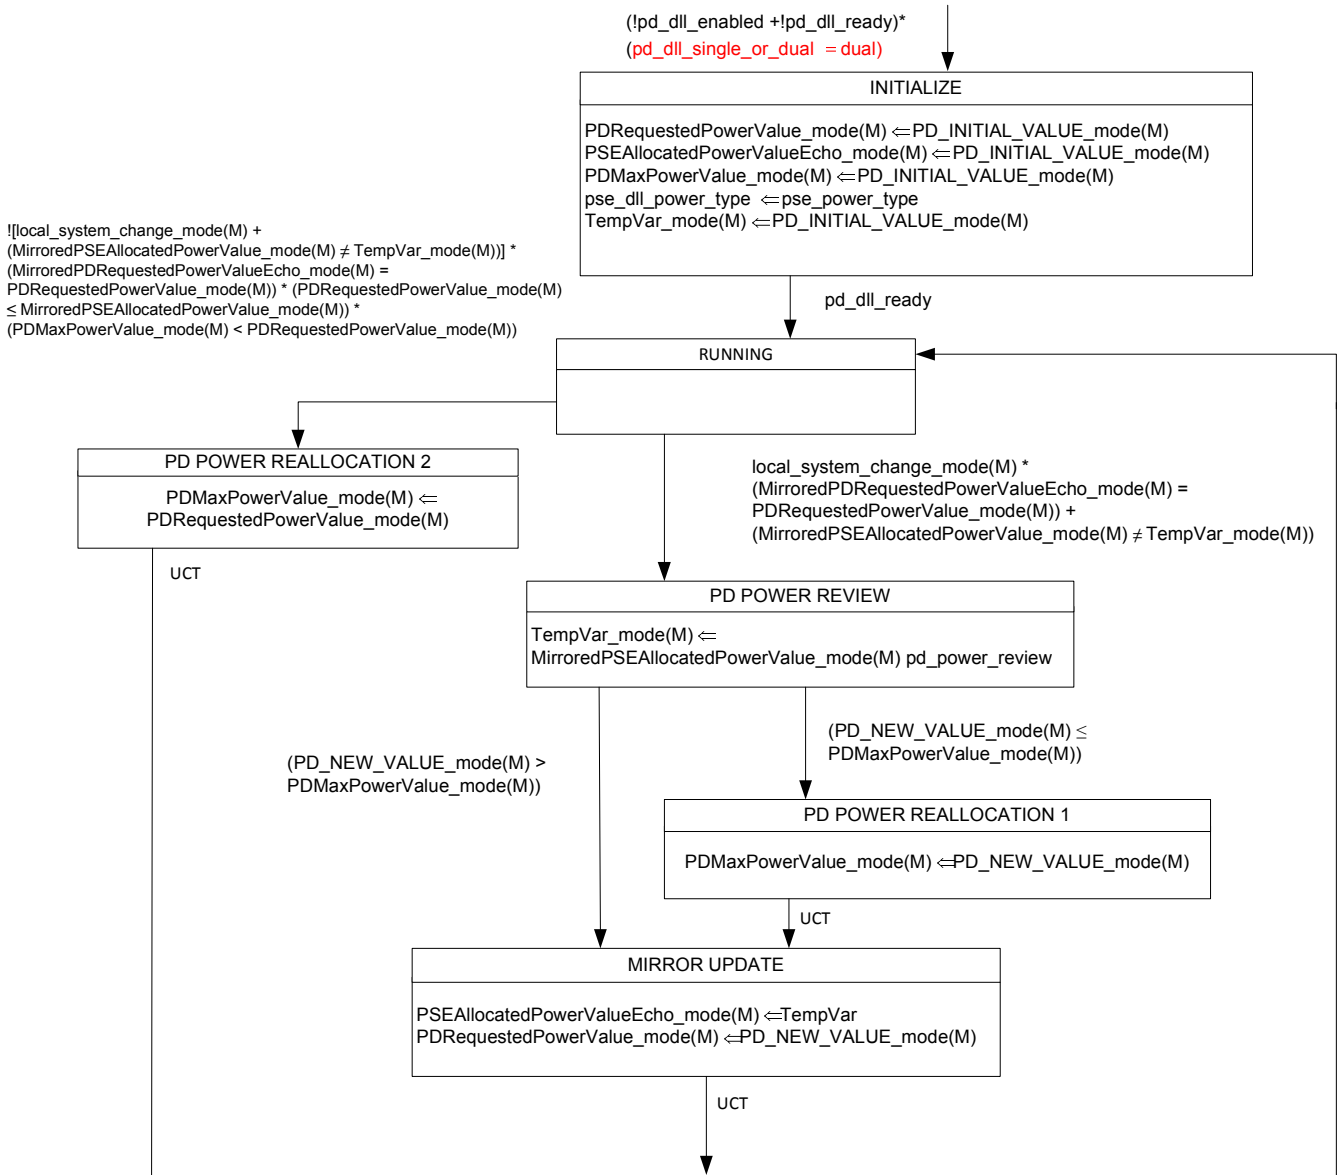 (!pd_dll_enabled +!pd_dll_ready)*
(pd_dll_single_or_dual = dual)
INITIALIZE
PDRequestedPowerValue_mode(M) ⇐PD_INITIAL_VALUE_mode(M)
PSEAllocatedPowerValueEcho_mode(M) ⇐PD_INITIAL_VALUE_mode(M)
PDMaxPowerValue_mode(M) ⇐PD_INITIAL_VALUE_mode(M)
pse_dll_power_type ⇐pse_power_type
TempVar_mode(M) ⇐PD_INITIAL_VALUE_mode(M)
![local_system_change_mode(M) +
(MirroredPSEAllocatedPowerValue_mode(M) ≠ TempVar_mode(M))] *
(MirroredPDRequestedPowerValueEcho_mode(M) =
PDRequestedPowerValue_mode(M)) * (PDRequestedPowerValue_mode(M)
≤ MirroredPSEAllocatedPowerValue_mode(M)) *
(PDMaxPowerValue_mode(M) < PDRequestedPowerValue_mode(M))
pd_dll_ready
RUNNING
PD POWER REALLOCATION 2
PDMaxPowerValue_mode(M) ⇐
PDRequestedPowerValue_mode(M)
UCT
local_system_change_mode(M) *
(MirroredPDRequestedPowerValueEcho_mode(M) =
PDRequestedPowerValue_mode(M)) +
(MirroredPSEAllocatedPowerValue_mode(M) ≠ TempVar_mode(M))
PD POWER REVIEW
TempVar_mode(M) ⇐
MirroredPSEAllocatedPowerValue_mode(M) pd_power_review
(PD_NEW_VALUE_mode(M) >
PDMaxPowerValue_mode(M))
(PD_NEW_VALUE_mode(M) ≤
PDMaxPowerValue_mode(M))
PD POWER REALLOCATION 1
PDMaxPowerValue_mode(M) ⇐PD_NEW_VALUE_mode(M)
UCT
MIRROR UPDATE
PSEAllocatedPowerValueEcho_mode(M) ⇐TempVar
PDRequestedPowerValue_mode(M) ⇐PD_NEW_VALUE_mode(M)
UCT